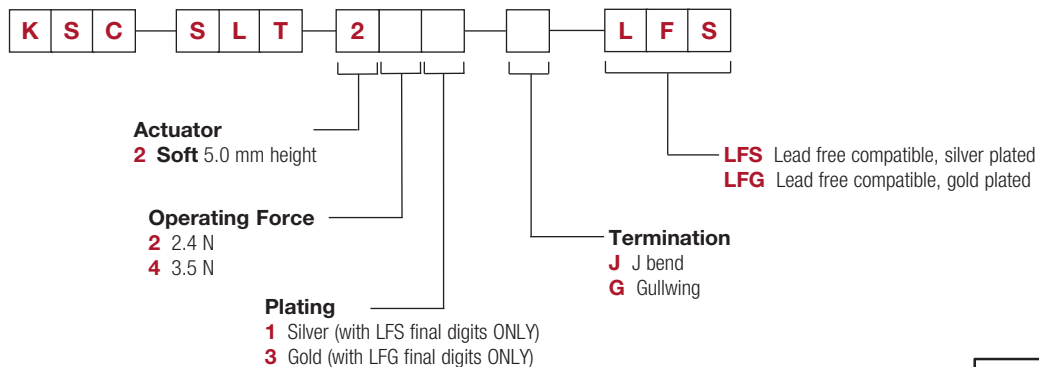 K S C S L T 2 L F S
Actuator
2 Soft 5.0 mm height
LFS Lead free compatible, silver plated
LFG Lead free compatible, gold plated
Operating Force
2 2.4 N
4 3.5 N
Termination
J J bend
G Gullwing
Plating
1 Silver (with LFS final digits ONLY)
3 Gold (with LFG final digits ONLY)